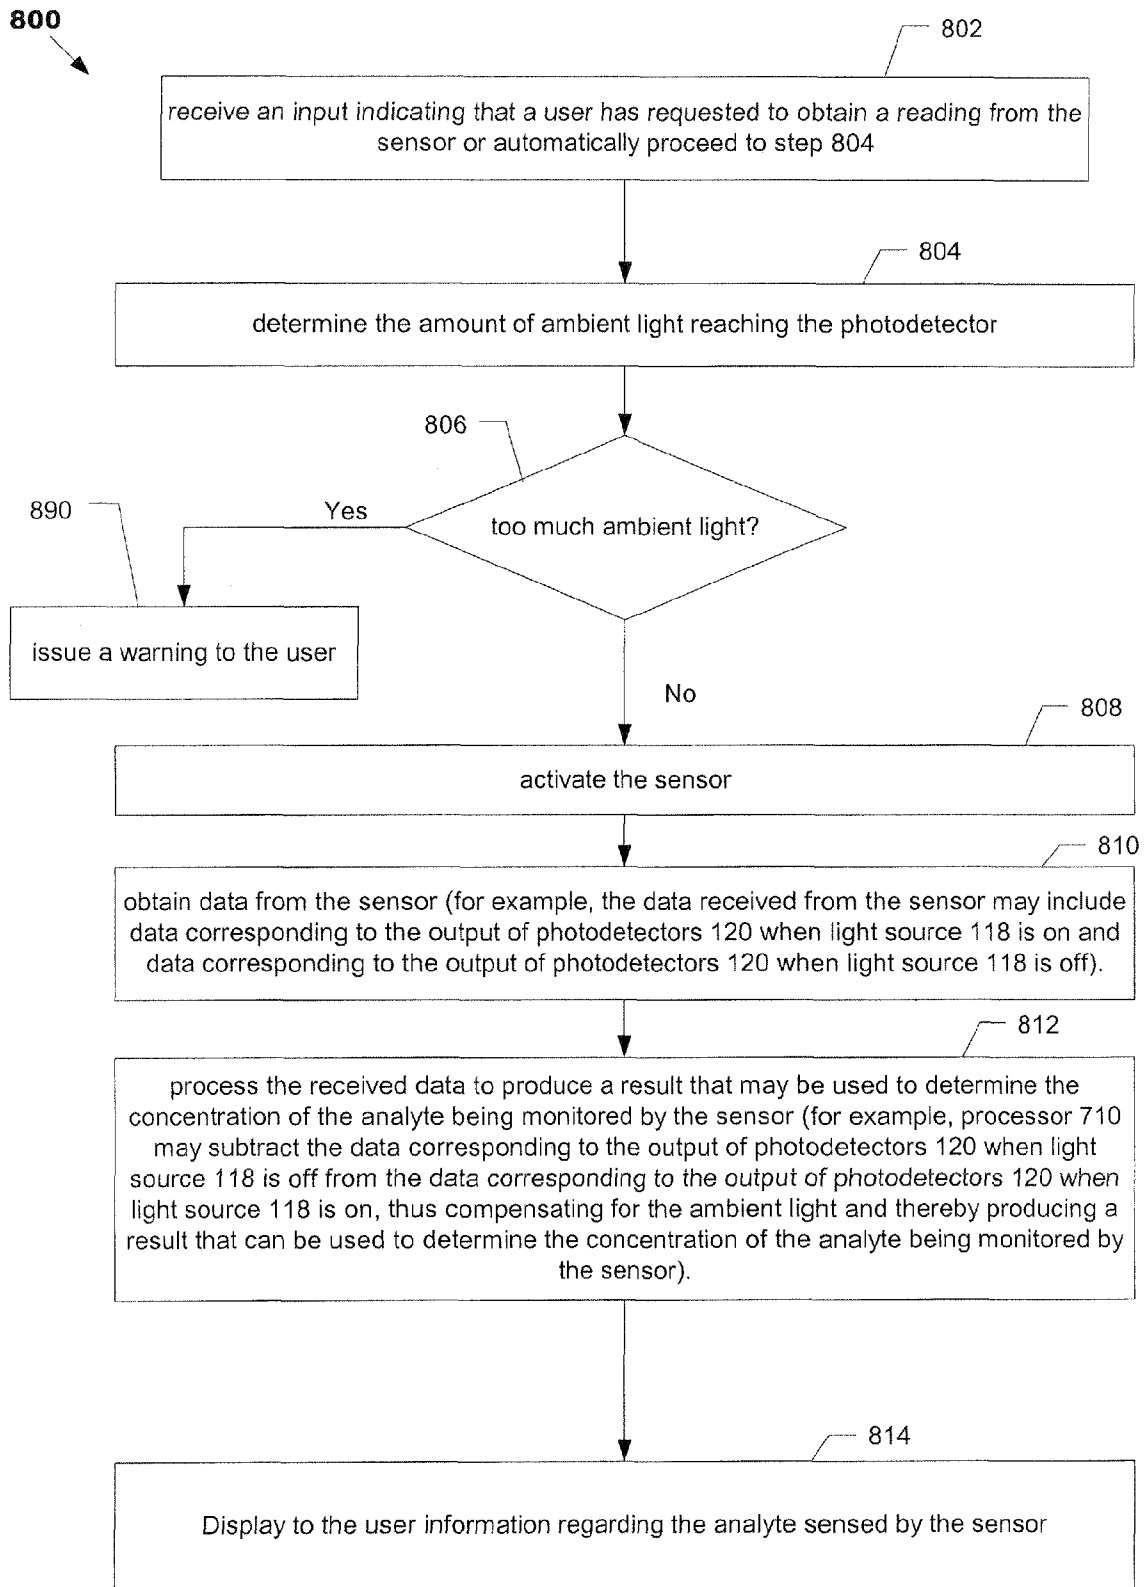 800
802
receive an input indicating that a user has requested to obtain a reading from the
sensor or automatically proceed to step 804
804
determine the amount of ambient light reaching the photodetector
806
too much ambient light?
Yes
890
issue a warning to the user
No
808
activate the sensor
810
obtain data from the sensor (for example, the data received from the sensor may include
data corresponding to the output of photodetectors 120 when light source 118 is on and
data corresponding to the output of photodetectors 120 when light source 118 is off).
812
process the received data to produce a result that may be used to determine the
concentration of the analyte being monitored by the sensor (for example, processor 710
may subtract the data corresponding to the output of photodetectors 120 when light
source 118 is off from the data corresponding to the output of photodetectors 120 when
light source 118 is on, thus compensating for the ambient light and thereby producing a
result that can be used to determine the concentration of the analyte being monitored by
the sensor).
814
Display to the user information regarding the analyte sensed by the sensor